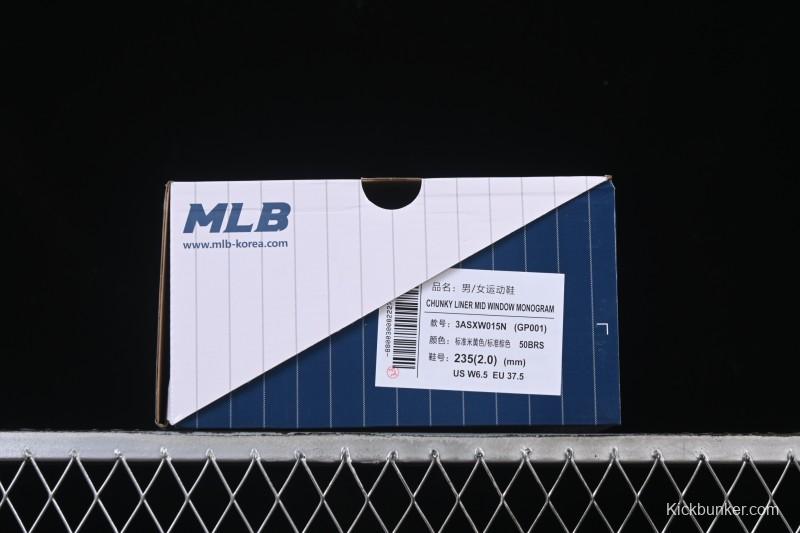 MLB
www.mlb-korea.com
品名：男/女运动鞋
CHUNKY LINER MID WINDOW MONOGRAM
款号：3ASXW015N (GP001)
颜色：标准米黄色/标准棕色 50BRS
鞋号：235(2.0) (mm)
US W6.5 EU 37.5
Kickbunker.com